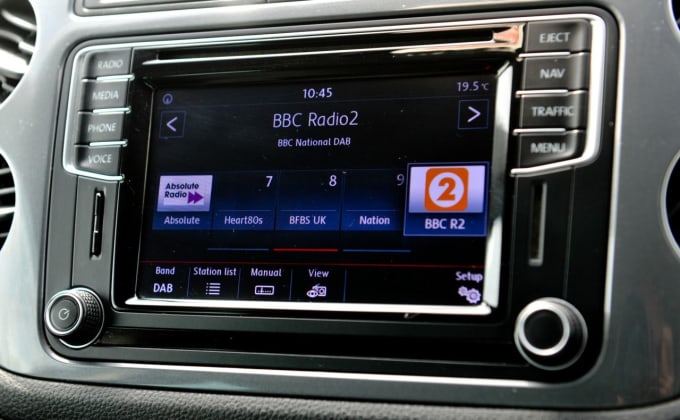 RADIO
MEDIA
PHONE
VOICE
EJECT
NAV
TRAFFIC
MENU
10:45
19.5 °C
<
BBC Radio2
>
BBC National DAB
Absolute Radio
7
8
9
2
Absolute
Heart80s
BFBS UK
Nation
BBC R2
Band
Station list
Manual
View
Setup
DAB